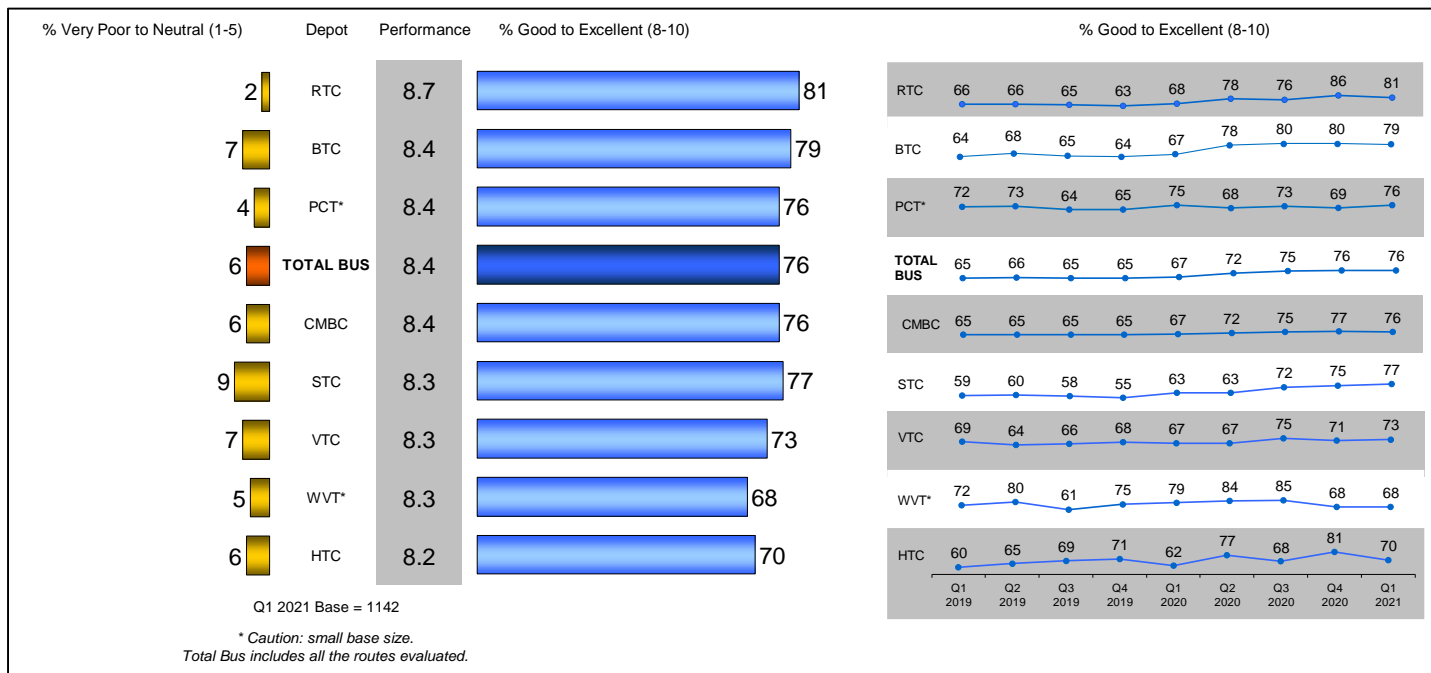 % Very Poor to Neutral (1-5) Depot Performance % Good to Excellent (8-10)
2 RTC 8.7 81
7 BTC 8.4 79
4 PCT* 8.4 76
6 TOTAL BUS 8.4 76
6 CMBC 8.4 76
9 STC 8.3 77
7 VTC 8.3 73
5 WVT* 8.3 68
6 HTC 8.2 70
Q1 2021 Base = 1142
* Caution: small base size.
Total Bus includes all the routes evaluated.
% Good to Excellent (8-10)
RTC 66 66 65 63 68 78 76 86 81
BTC 64 68 65 64 67 78 80 80 79
PCT* 72 73 64 65 75 68 73 69 76
TOTAL
BUS 65 66 65 65 67 72 75 76 76
CMBC 65 65 65 65 67 72 75 77 76
STC 59 60 58 55 63 63 72 75 77
VTC 69 64 66 68 67 67 75 71 73
WVT* 72 80 61 75 79 84 85 68 68
HTC 60 65 69 71 62 77 68 81 70
Q1 Q2 Q3 Q4 Q1 Q2 Q3 Q4 Q1
2019 2019 2019 2019 2020 2020 2020 2020 2021